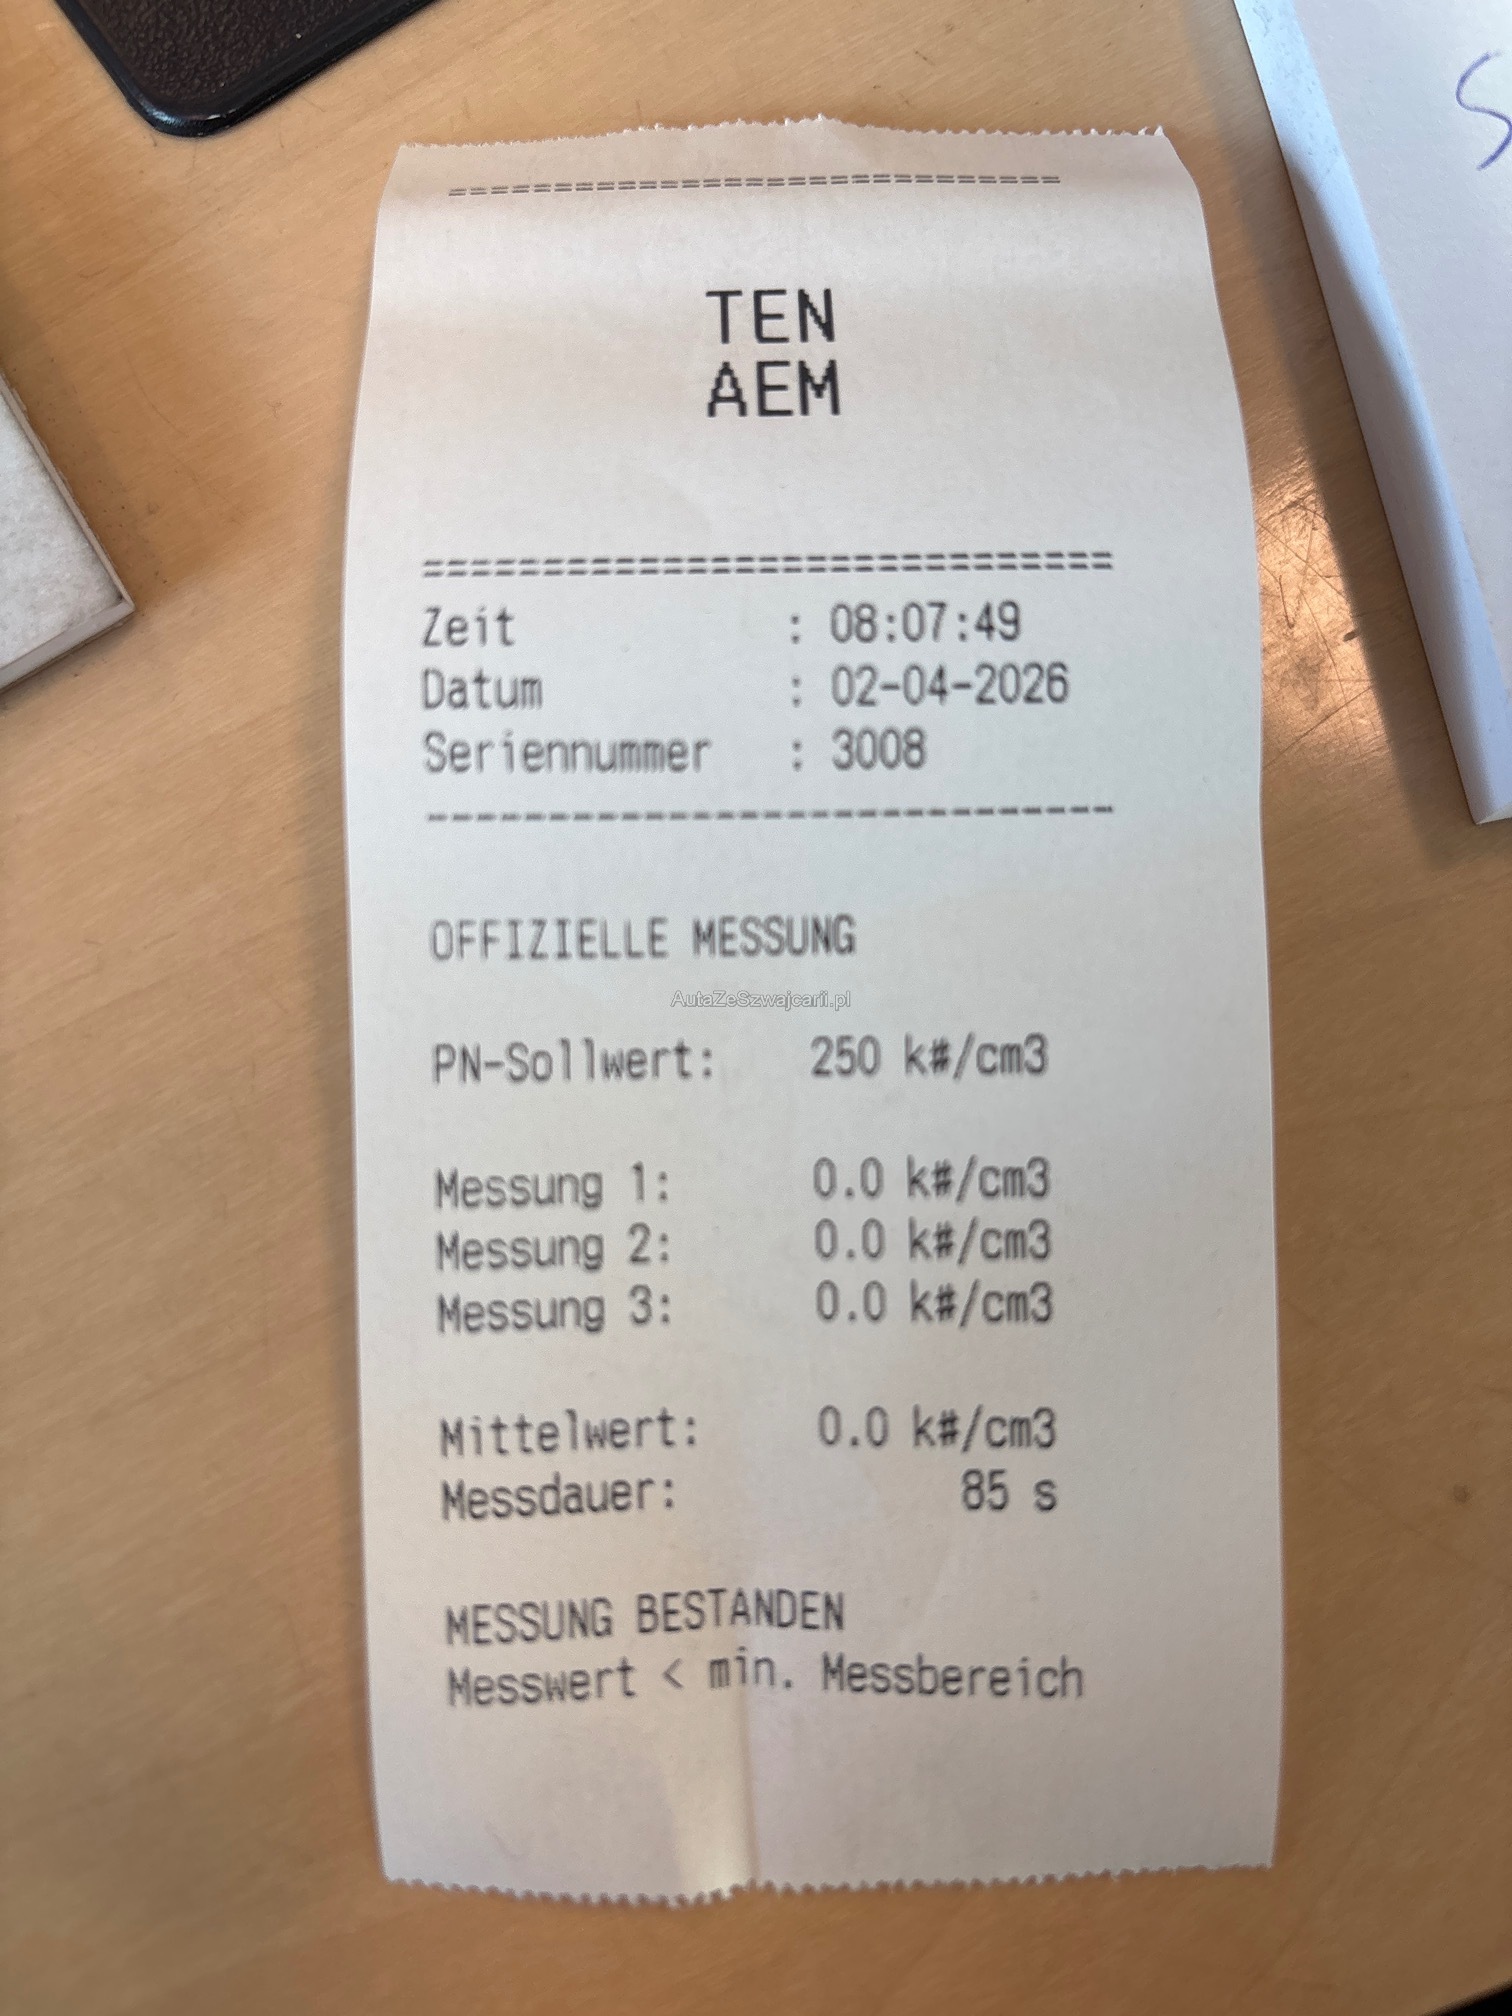 =============================
TEN
AEM
=============================
Zeit : 08:07:49
Datum : 02-04-2026
Seriennummer : 3008
-----------------------------
OFFIZIELLE MESSUNG
AutaZeSzwajcarii.pl
PN-Sollwert: 250 k#/cm3
Messung 1: 0.0 k#/cm3
Messung 2: 0.0 k#/cm3
Messung 3: 0.0 k#/cm3
Mittelwert: 0.0 k#/cm3
Messdauer: 85 s
MESSUNG BESTANDEN
Messwert < min. Messbereich